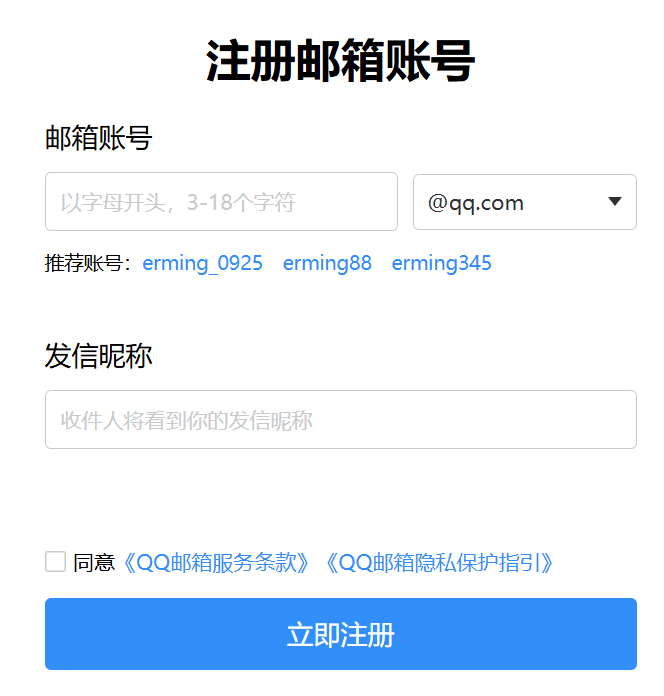 注册邮箱账号
邮箱账号
以字母开头，3-18个字符 @qq.com
推荐账号：erming_0925 erming88 erming345
发信昵称
收件人将看到你的发信昵称
同意《QQ邮箱服务条款》《QQ邮箱隐私保护指引》
立即注册